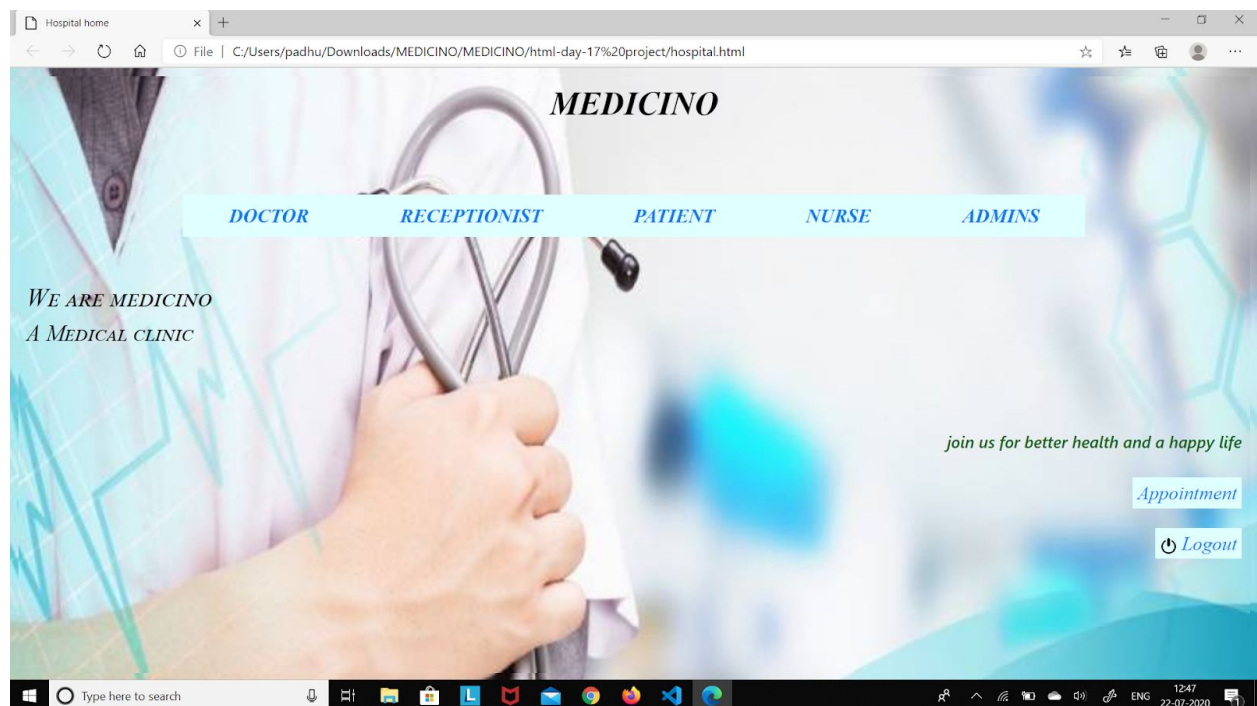 Hospital home
File | C:/Users/padhu/Downloads/MEDICINO/MEDICINO/html-day-17%20project/hospital.html
MEDICINO
DOCTOR RECEPTIONIST PATIENT NURSE ADMINS
WE ARE MEDICINO
A MEDICAL CLINIC
join us for better health and a happy life
Appointment
Logout
Type here to search
L
ENG
12:47
22-07-2020
1